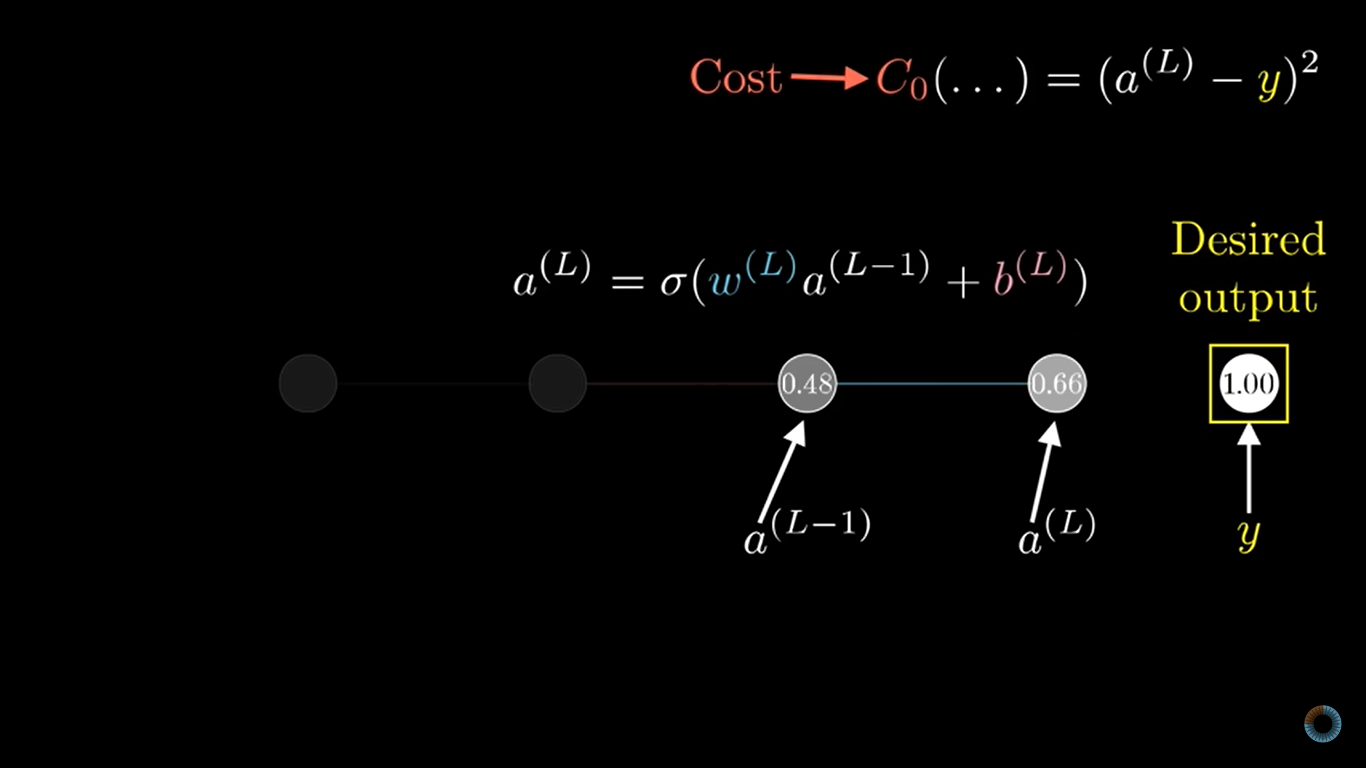 Cost C₀(...) = (a^(L) − y)²
a^(L) = σ(w^(L)a^(L−1) + b^(L))
Desired
output
0.48 0.66 1.00
a^(L−1) a^(L) y